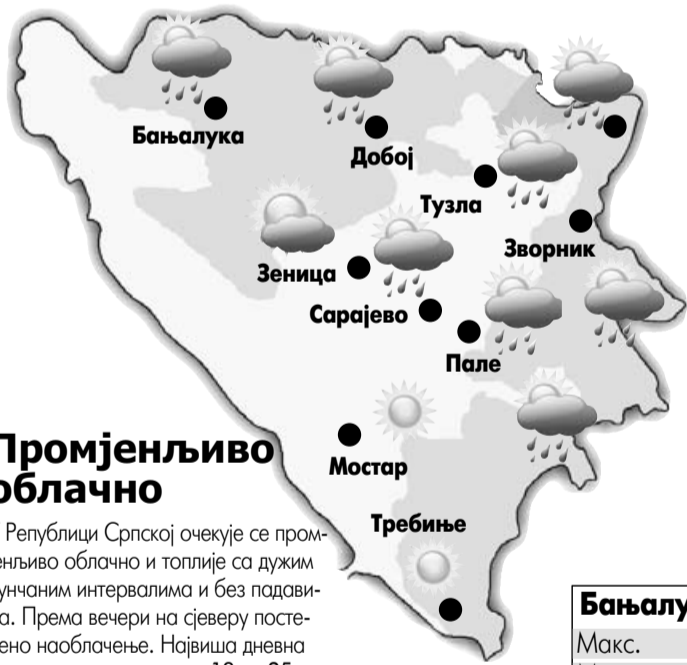 Бањалука
Добој
Тузла
Зворник
Зеница
Сарајево
Пале
Мостар
Требиње
Промјенљиво
облачно
Републици Српској очекује се пром-
енљиво облачно и топлије са дужим
унчаним интервалима и без падави-
а. Према вечери на сјеверу посте-
ено наоблачење. Највиша дневна
Бањалу
Макс.